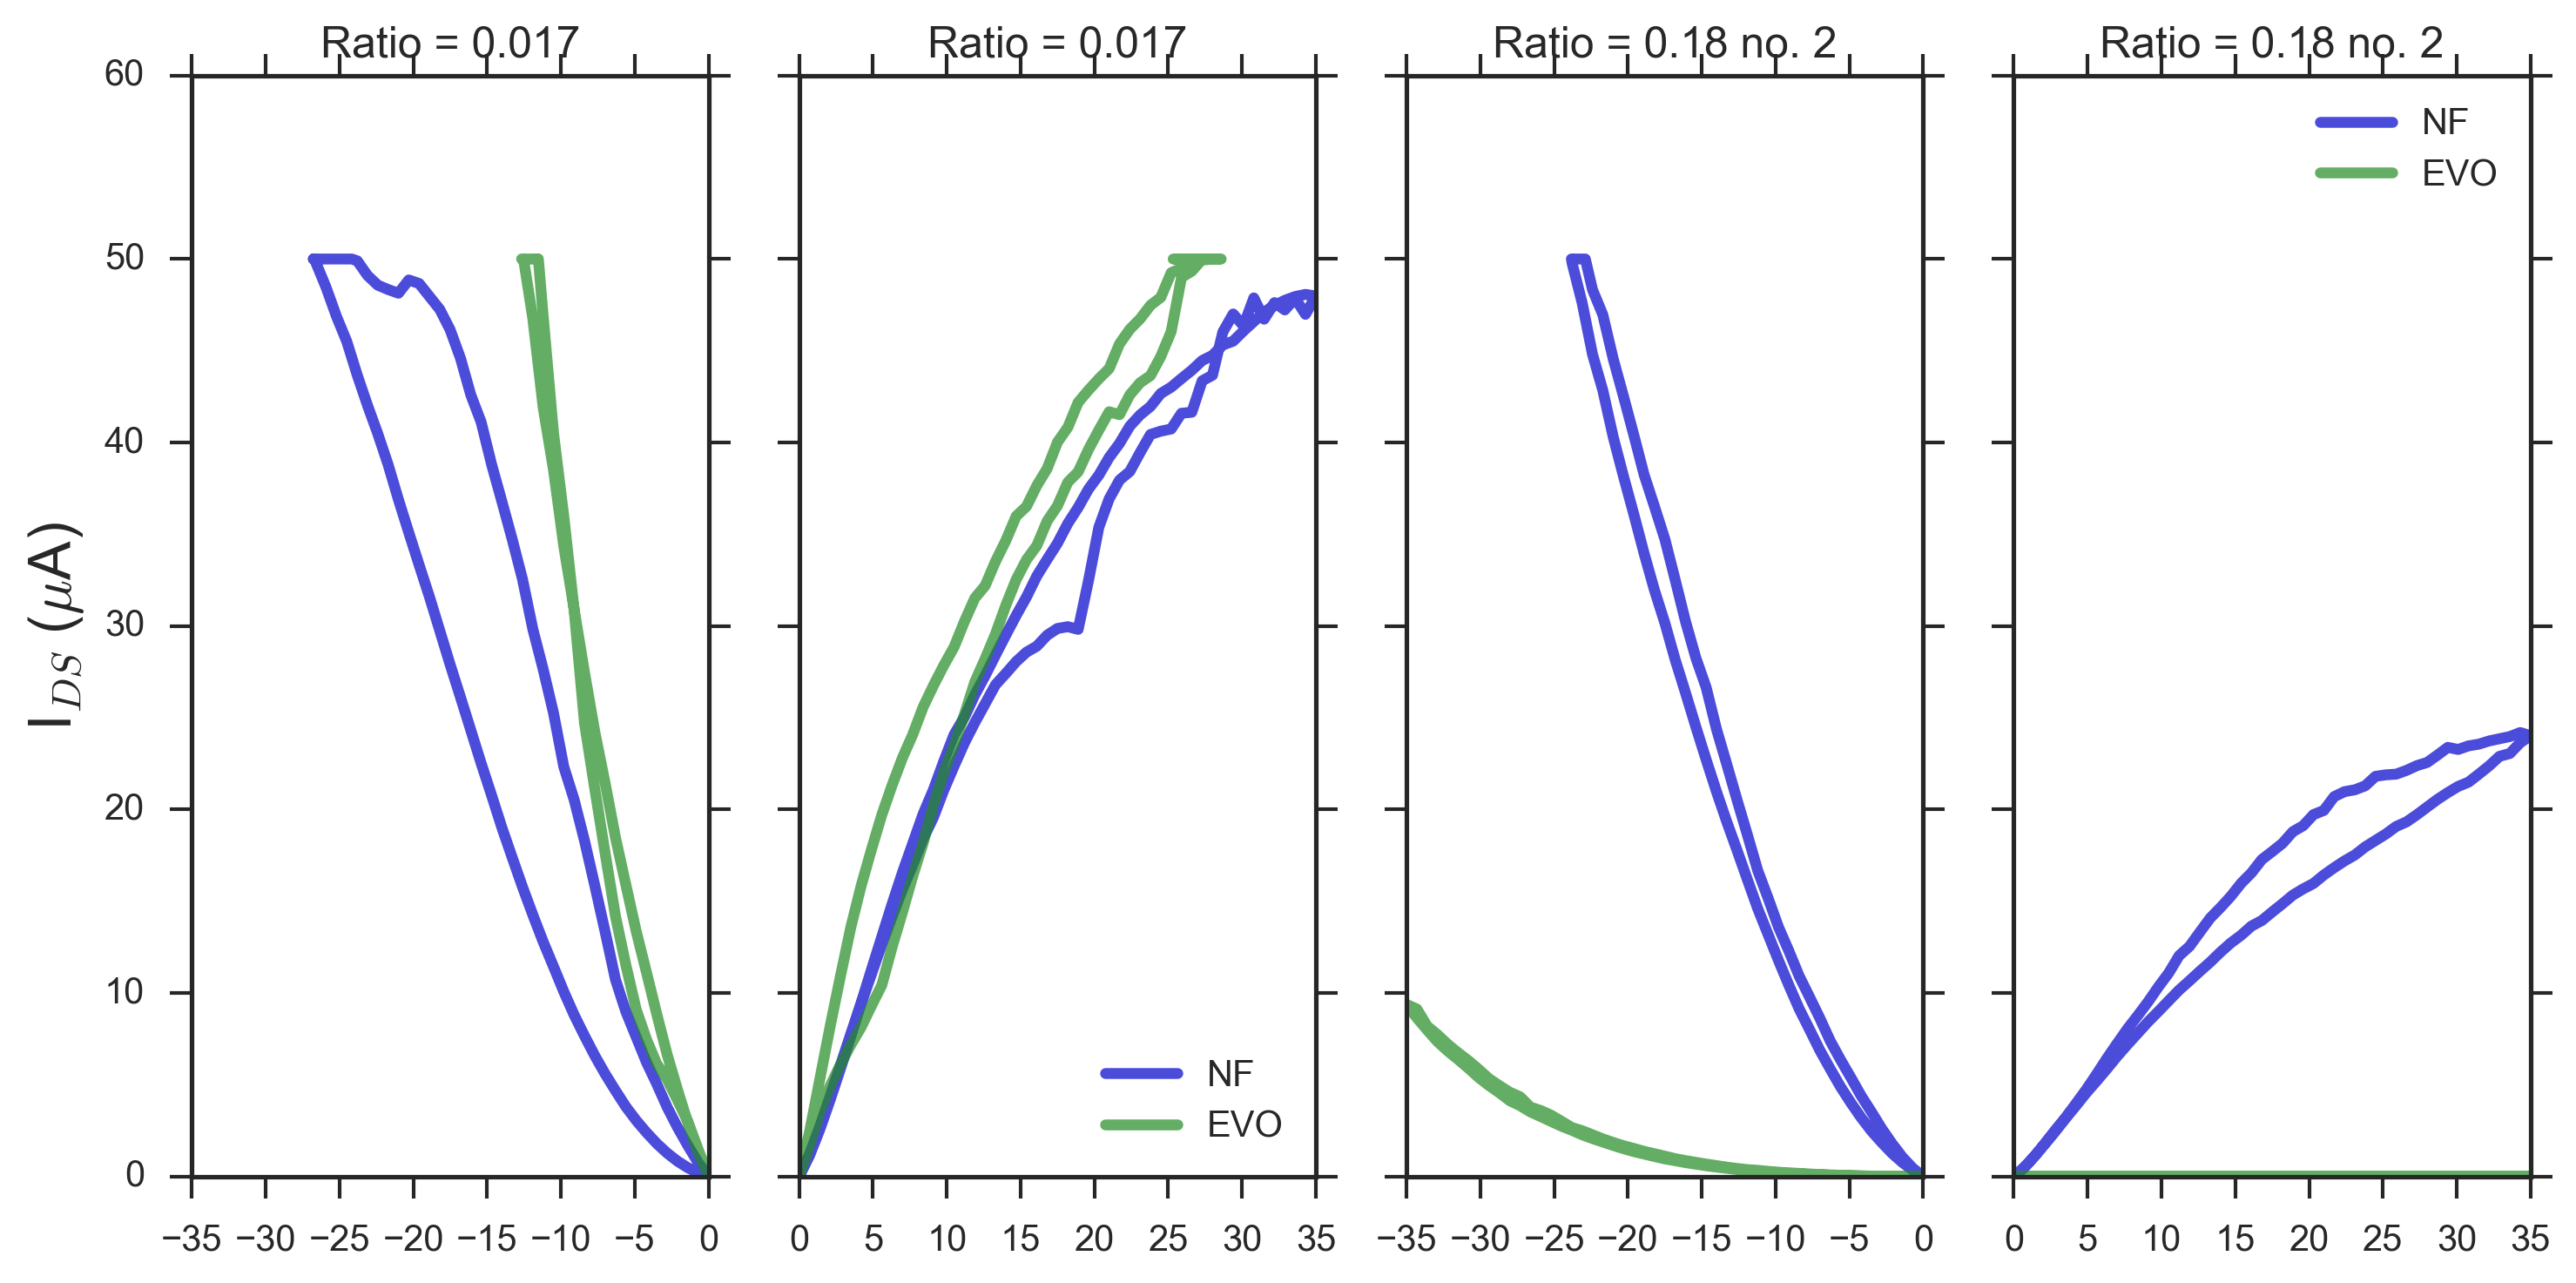 Ratio = 0.017
Ratio = 0.017
Ratio = 0.18 no. 2
Ratio = 0.18 no. 2
I_{DS} (μA)
60
50
40
30
20
10
0
NF
EVO
NF
EVO
−35 −30 −25 −20 −15 −10 −5 0
0 5 10 15 20 25 30 35
−35 −30 −25 −20 −15 −10 −5 0
0 5 10 15 20 25 30 35